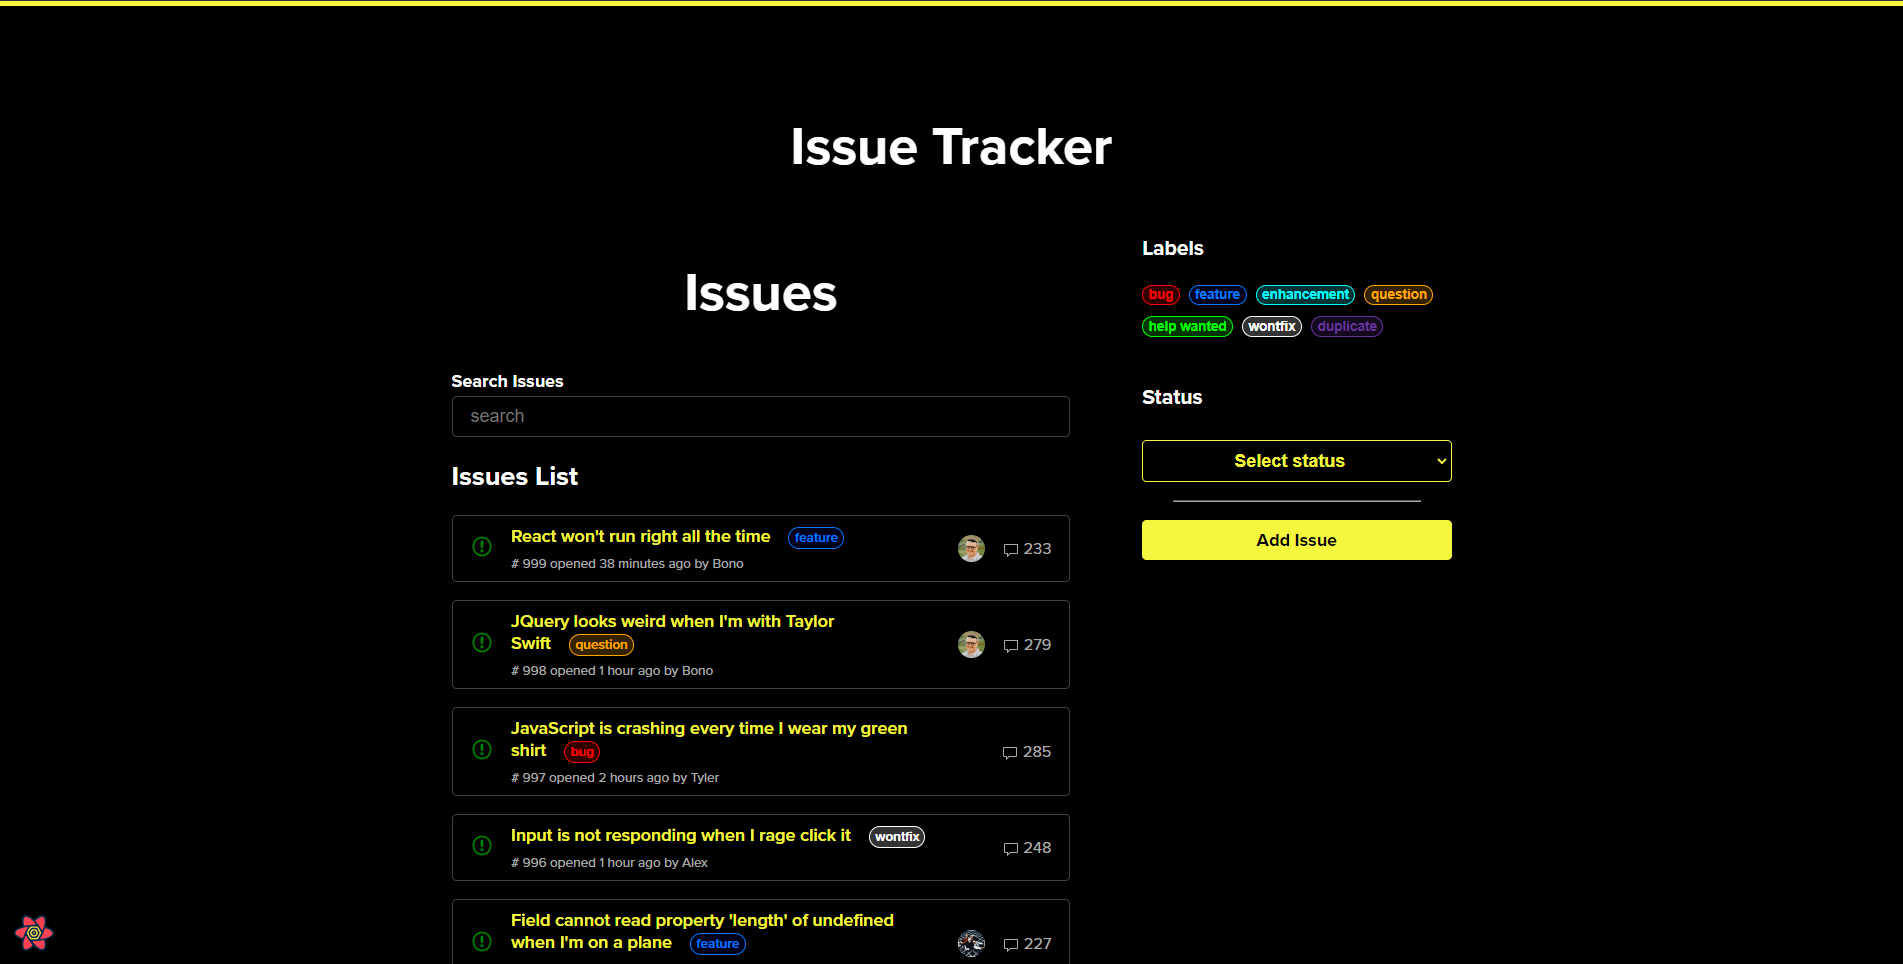 Issue Tracker
Issues
Search Issues
search
Issues List
React won't run right all the time feature
# 999 opened 38 minutes ago by Bono
233
JQuery looks weird when I'm with Taylor
Swift question
# 998 opened 1 hour ago by Bono
279
JavaScript is crashing every time I wear my green
shirt bug
# 997 opened 2 hours ago by Tyler
285
Input is not responding when I rage click it wontfix
# 996 opened 1 hour ago by Alex
248
Field cannot read property 'length' of undefined
when I'm on a plane feature
227
Labels
bug feature enhancement question
help wanted wontfix duplicate
Status
Select status
Add Issue